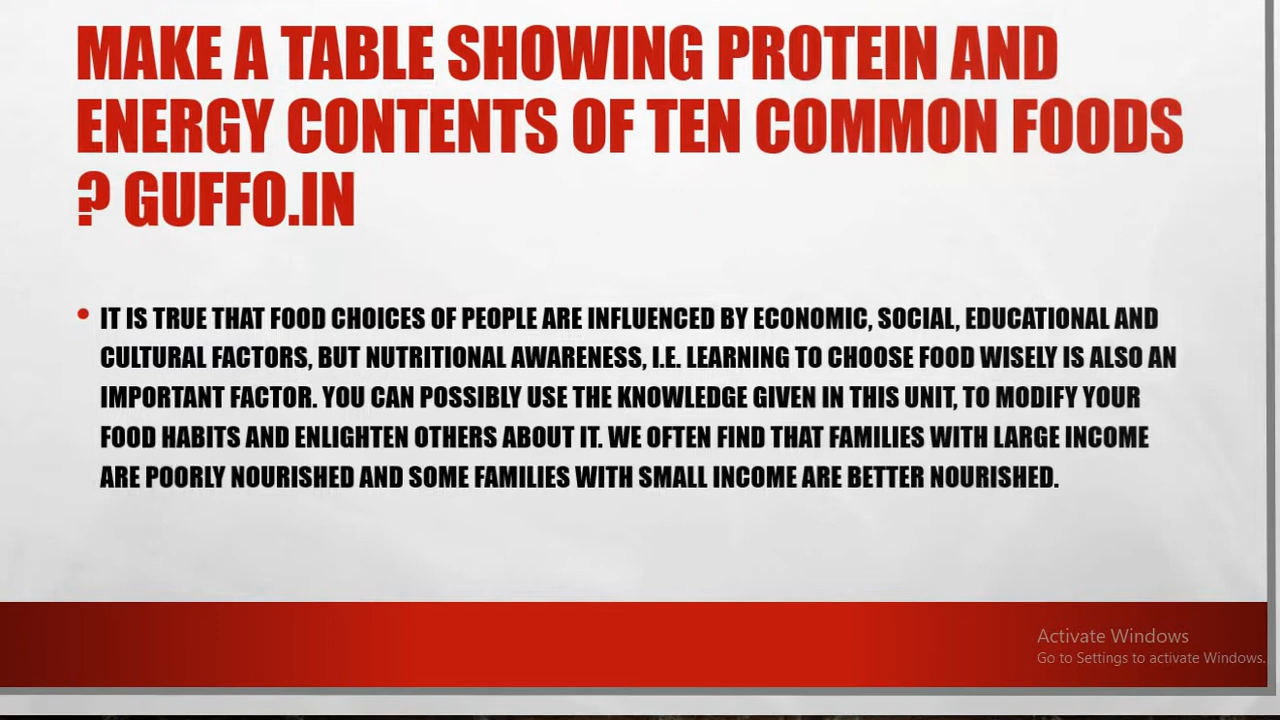 MAKE A TABLE SHOWING PROTEIN AND
ENERGY CONTENTS OF TEN COMMON FOODS
? GUFFO.IN
• IT IS TRUE THAT FOOD CHOICES OF PEOPLE ARE INFLUENCED BY ECONOMIC, SOCIAL, EDUCATIONAL AND
CULTURAL FACTORS, BUT NUTRITIONAL AWARENESS, I.E. LEARNING TO CHOOSE FOOD WISELY IS ALSO AN
IMPORTANT FACTOR. YOU CAN POSSIBLY USE THE KNOWLEDGE GIVEN IN THIS UNIT, TO MODIFY YOUR
FOOD HABITS AND ENLIGHTEN OTHERS ABOUT IT. WE OFTEN FIND THAT FAMILIES WITH LARGE INCOME
ARE POORLY NOURISHED AND SOME FAMILIES WITH SMALL INCOME ARE BETTER NOURISHED.
Activate Windows
Go to Settings to activate Windows.